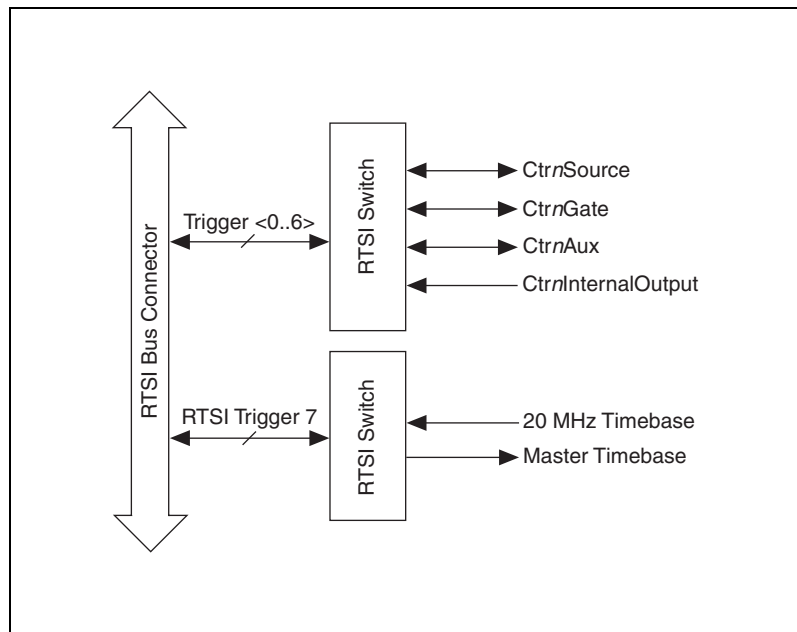 RTSI Bus Connector
Trigger <0..6>
RTSI Switch
CtrnSource
CtrnGate
CtrnAux
CtrnInternalOutput
RTSI Trigger 7
RTSI Switch
20 MHz Timebase
Master Timebase